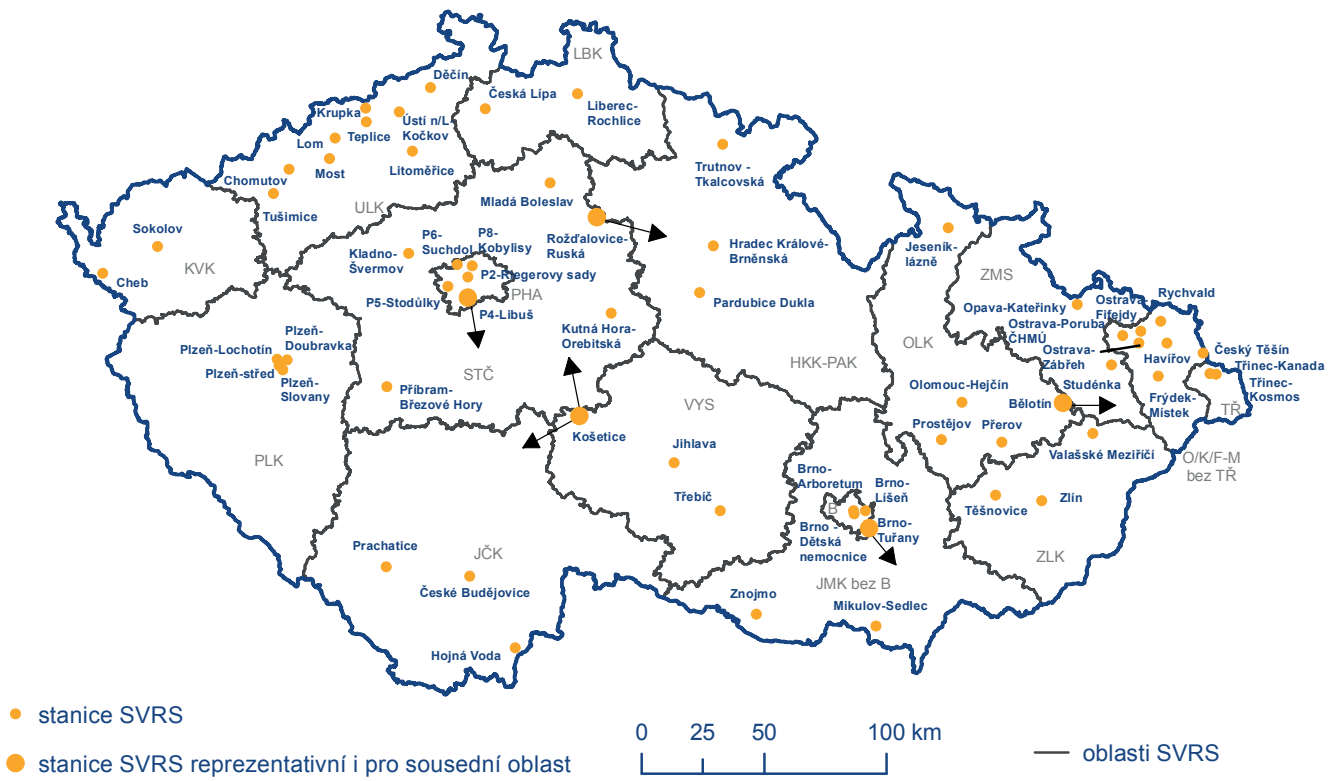 LBK
Děčín
Česká Lípa
Liberec-
Rochlice
Krupka
Teplice
Ústí n/L-
Kočkov
Lom
Most
Litoměřice
Chomutov
Tušimice
ULK
Trutnov -
Tkalcovská
Mladá Boleslav
Rožďalovice-
Ruská
Sokolov
KVK
Cheb
Kladno-
Švermov
P6-
Suchdol
P8-
Kobylisy
P2-Riegerovy sady
PHA
P5-Stodůlky
P4-Libuš
Hradec Králové-
Brněnská
Pardubice Dukla
Kutná Hora-
Orebitská
HKK-PAK
Jeseník-
lázně
ZMS
Opava-Kateřinky
Ostrava-
Fifejdy
Rychvald
Ostrava-Poruba
ČHMÚ
Ostrava-
Zábřeh
Havířov
Český Těšín
Třinec-Kanada
Třinec-
Kosmos
TŘ
Studénka
Frýdek-
Místek
Bělotín
OLK
Olomouc-Hejčín
Prostějov
Přerov
Valašské Meziříčí
O/K/F-M
bez TŘ
Plzeň-
Doubravka
Plzeň-Lochotín
Plzeň-střed
Plzeň-
Slovany
STČ
Příbram-
Březové Hory
PLK
VYS
Košetice
Jihlava
Třebíč
Brno-
Arboretum
Brno-
Líšeň
B
Brno -
Dětská
nemocnice
Brno-
Tuřany
Těšnovice
Zlín
ZLK
Prachatice
JČK
České Budějovice
JMK bez B
Znojmo
Mikulov-Sedlec
Hojná Voda
stanice SVRS
stanice SVRS reprezentativní i pro sousední oblast
0 25 50 100 km
oblasti SVRS